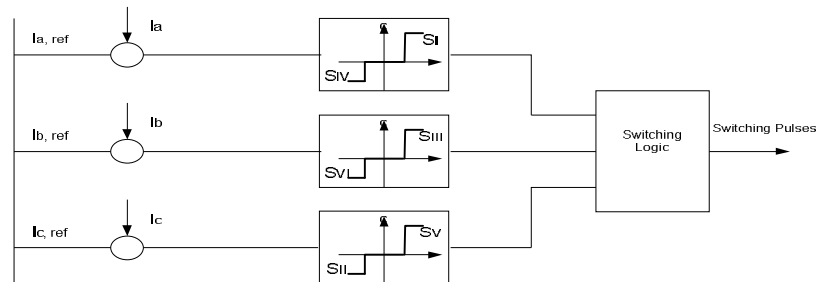 Ia, ref
Ia
SI
SIV
Ib, ref
Ib
SIII
SVI
Ic, ref
Ic
SV
SII
Switching
Logic
Switching Pulses